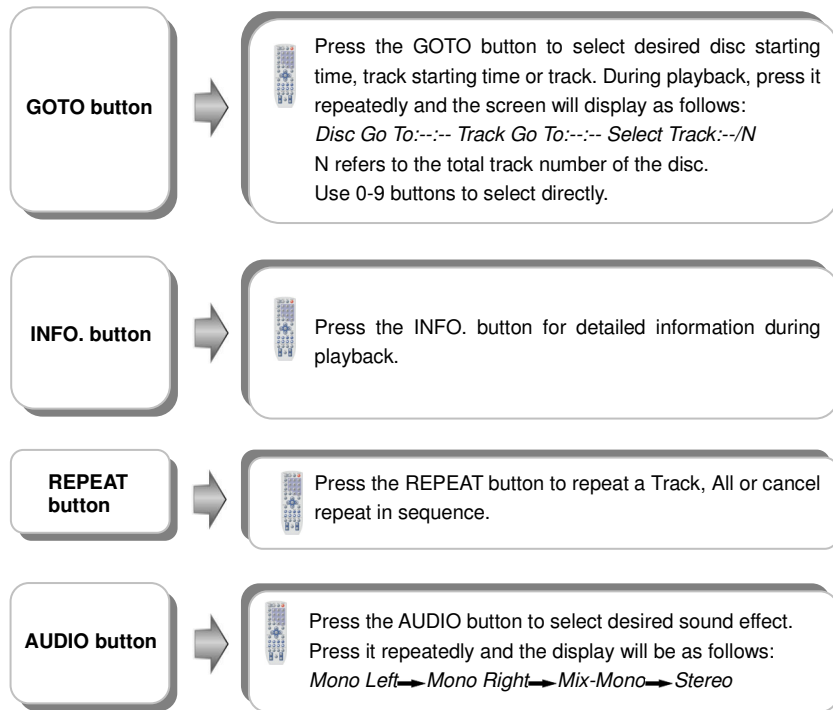 GOTO button
Press the GOTO button to select desired disc starting
time, track starting time or track. During playback, press it
repeatedly and the screen will display as follows:
Disc Go To:--:-- Track Go To:--:-- Select Track:--/N
N refers to the total track number of the disc.
Use 0-9 buttons to select directly.
INFO. button
Press the INFO. button for detailed information during
playback.
REPEAT
button
Press the REPEAT button to repeat a Track, All or cancel
repeat in sequence.
AUDIO button
Press the AUDIO button to select desired sound effect.
Press it repeatedly and the display will be as follows:
Mono Left→Mono Right→Mix-Mono→Stereo